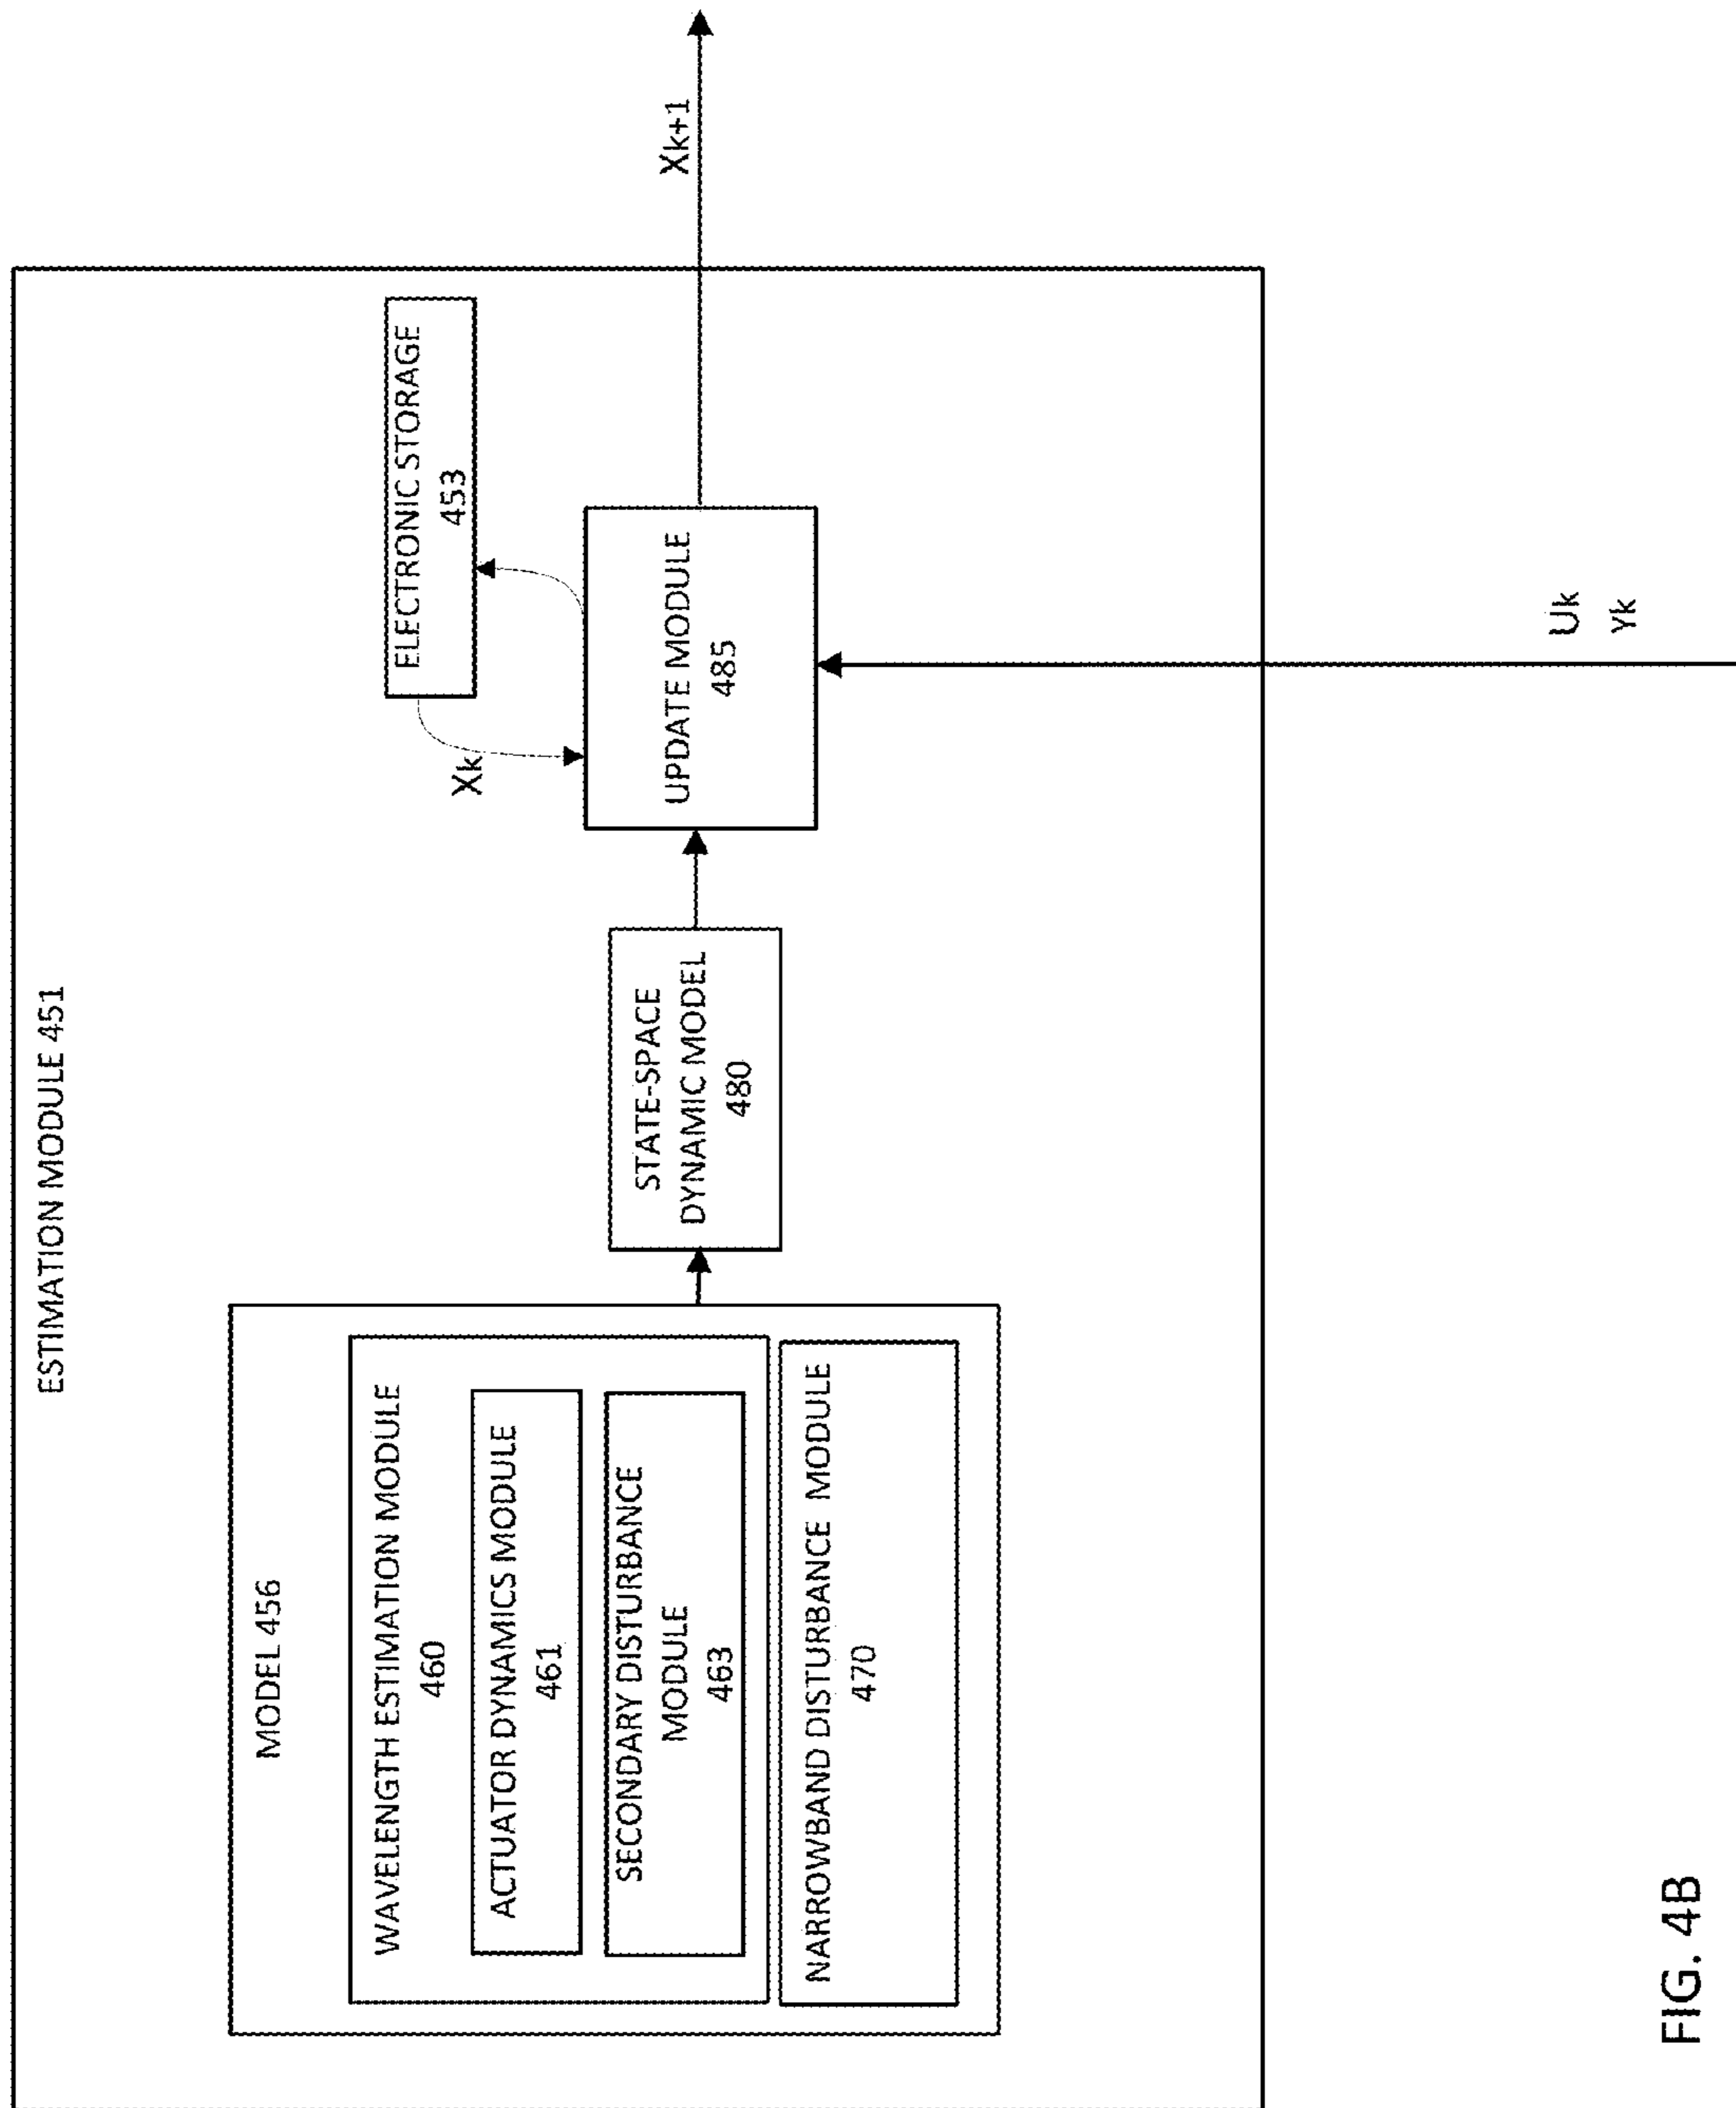 ESTIMATION MODULE 451
MODEL 456
WAVELENGTH ESTIMATION MODULE
460
ACTUATOR DYNAMICS MODULE
461
SECONDARY DISTURBANCE
MODULE
463
NARROWBAND DISTURBANCE MODULE
470
STATE-SPACE
DYNAMIC MODEL
480
ELECTRONIC STORAGE
453
Xk
UPDATE MODULE
485
Xk+1
Uk
Yk
FIG. 4B